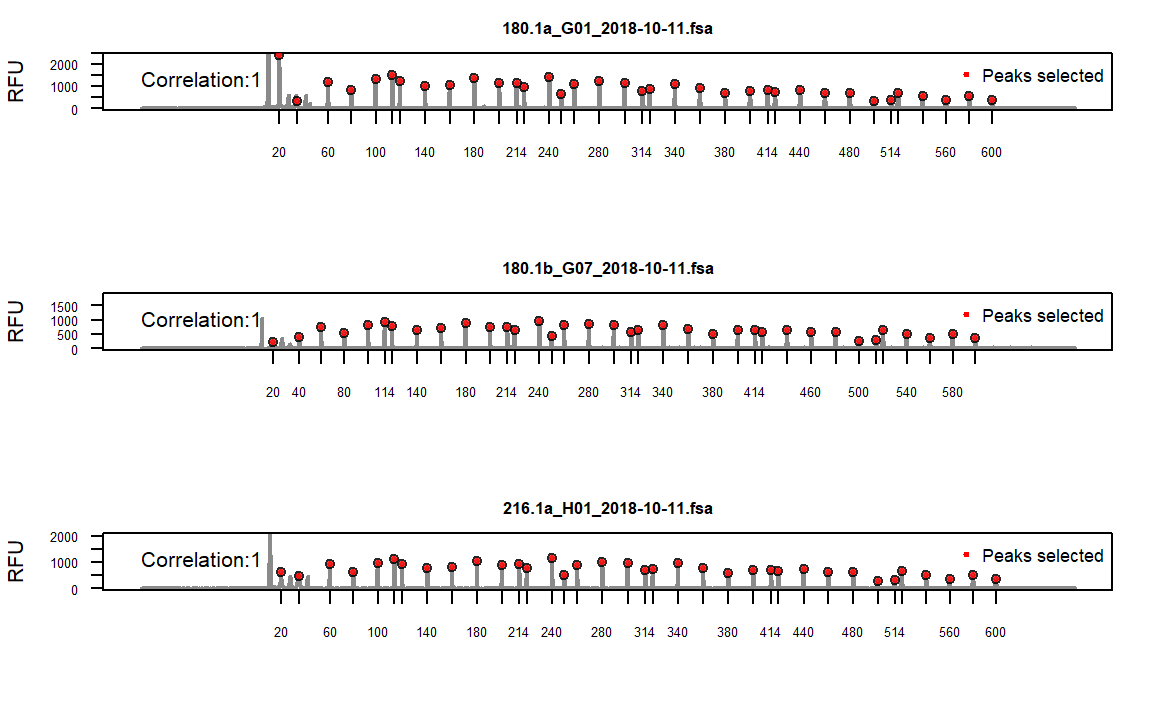 180.1a_G01_2018-10-11.fsa
RFU
2000
1000
0
Correlation:1
Peaks selected
20 60 100 140 180 214 240 280 314 340 380 414 440 480 514 560 600
180.1b_G07_2018-10-11.fsa
RFU
1500
1000
500
0
Correlation:1
Peaks selected
20 40 80 114 140 180 214 240 280 314 340 380 414 460 500 540 580
216.1a_H01_2018-10-11.fsa
RFU
2000
1000
0
Correlation:1
Peaks selected
20 60 100 140 180 214 240 280 314 340 380 414 440 480 514 560 600